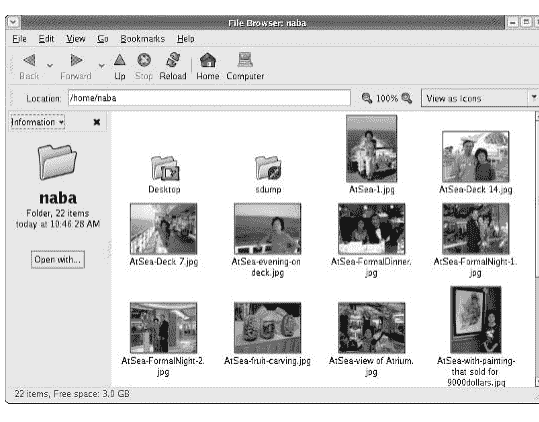 File Browser: naba
File Edit View Go Bookmarks Help
Back Forward Up Stop Reload Home Computer
Location: /home/naba 100% View as Icons
Information
naba
Folder, 22 items
today at 10:46:28 AM
Open with...
Desktop
sdump
AtSea-1.jpg
AtSea-Deck 14.jpg
AtSea-Deck 7.jpg
AtSea-evening-on
deck.jpg
AtSea-FormalDinner.
jpg
AtSea-FormalNight-1.
jpg
AtSea-FormalNight-2.
jpg
AtSea-fruit-carving.jpg
AtSea-view of Atrium.
jpg
AtSea-with-painting-
that sold for
9000dollars.jpg
22 items, Free space: 3.0 GB